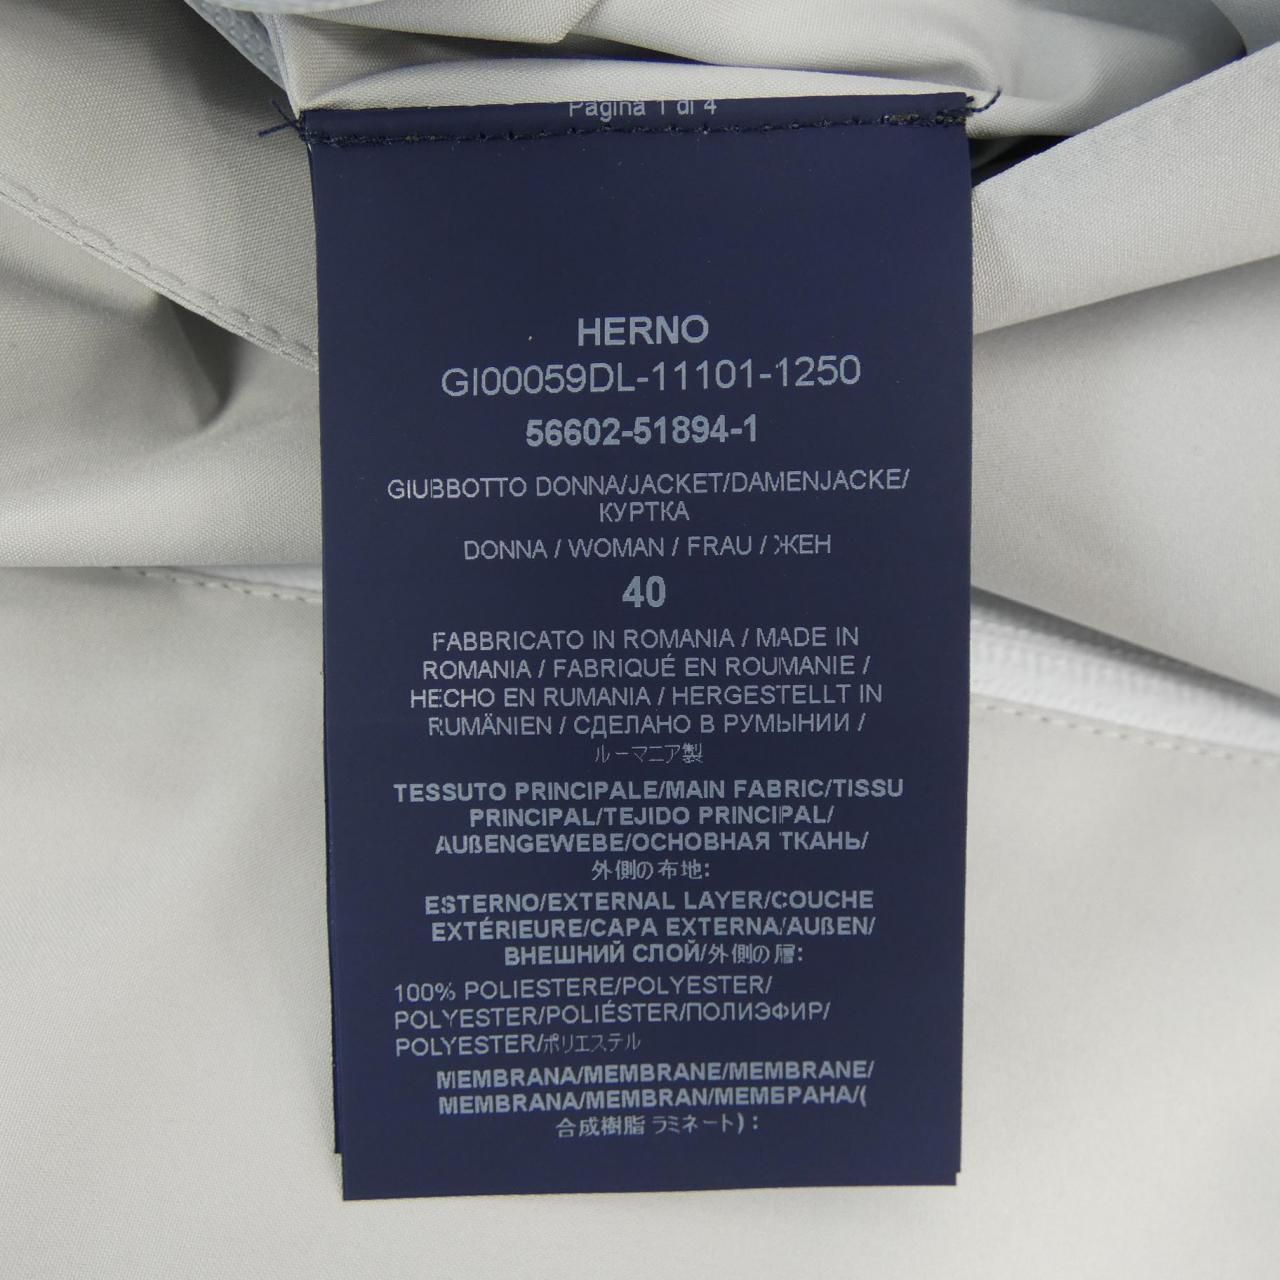 Pagina 1 di 4
HERNO
GI00059DL-11101-1250
56602-51894-1
GIUBBOTTO DONNA/JACKET/DAMENJACKE/
КУРТКА
DONNA / WOMAN / FRAU / ЖЕН
40
FABBRICATO IN ROMANIA / MADE IN
ROMANIA / FABRIQUÉ EN ROUMANIE /
HECHO EN RUMANIA / HERGESTELLT IN
RUMÄNIEN / СДЕЛАНО В РУМЫНИИ /
ルーマニア製
TESSUTO PRINCIPALE/MAIN FABRIC/TISSU
PRINCIPAL/TEJIDO PRINCIPAL/
AUßENGEWEBE/ОСНОВНАЯ ТКАНЬ/
外側の布地:
ESTERNO/EXTERNAL LAYER/COUCHE
EXTÉRIEURE/CAPA EXTERNA/AUßEN/
ВНЕШНИЙ СЛОЙ/外側の層:
100% POLIESTERE/POLYESTER/
POLYESTER/POLIÉSTER/ПОЛИЭФИР/
POLYESTER/ポリエステル
MEMBRANA/MEMBRANE/MEMBRANE/
MEMBRANA/MEMBRAN/МЕМБРАНА/(
合成樹脂 ラミネート) :